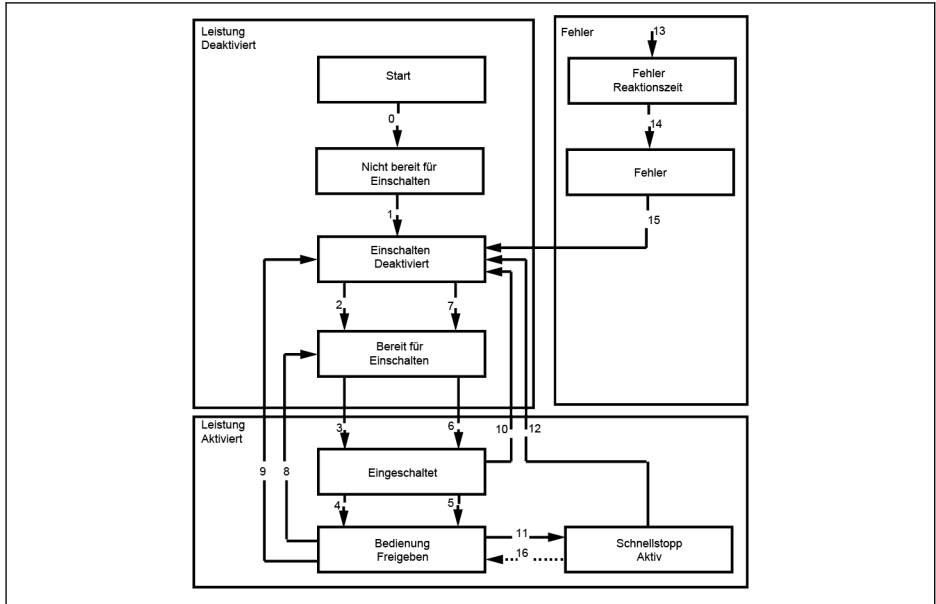 Leistung
Deaktiviert
Start
0
Nicht bereit für
Einschalten
1
Einschalten
Deaktiviert
2
7
Bereit für
Einschalten
Fehler
13
Fehler
Reaktionszeit
14
Fehler
15
Leistung
Aktiviert
3
6
10
12
9
8
Eingeschaltet
4
5
Bedienung
Freigeben
11
16
Schnellstopp
Aktiv